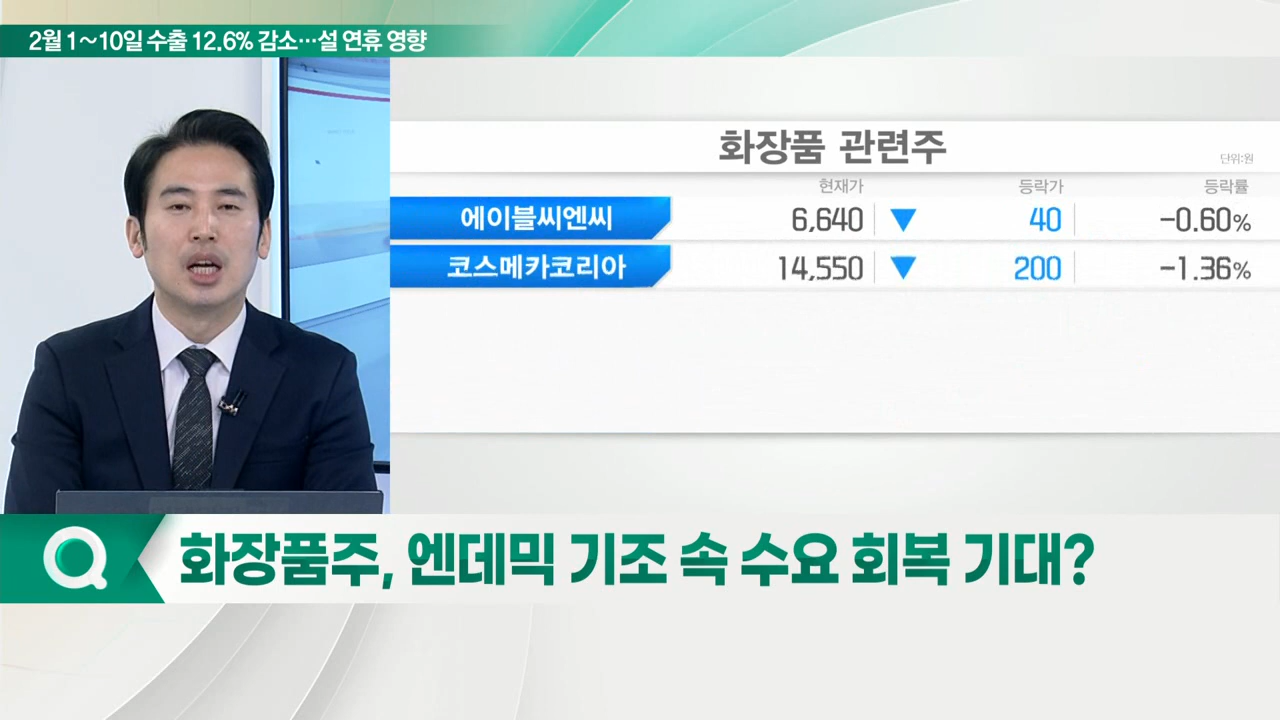 2월 1~10일 수출 12.6% 감소…설 연휴 영향
화장품 관련주
단위:원
현재가 등락가 등락률
에이블씨엔씨 6,640 ▼ 40 -0.60%
코스메카코리아 14,550 ▼ 200 -1.36%
화장품주, 엔데믹 기조 속 수요 회복 기대?